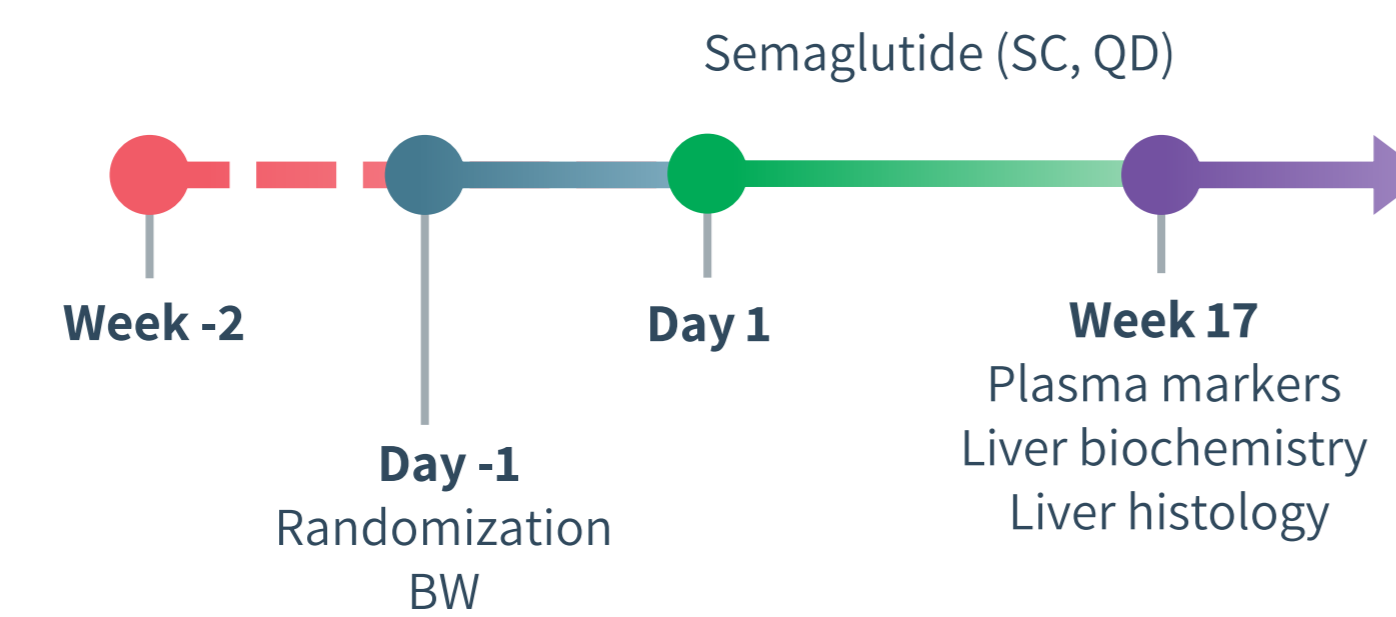 Semaglutide (SC, QD)
Week -2
Day 1
Week 17
Plasma markers
Liver biochemistry
Liver histology
Day -1
Randomization
BW